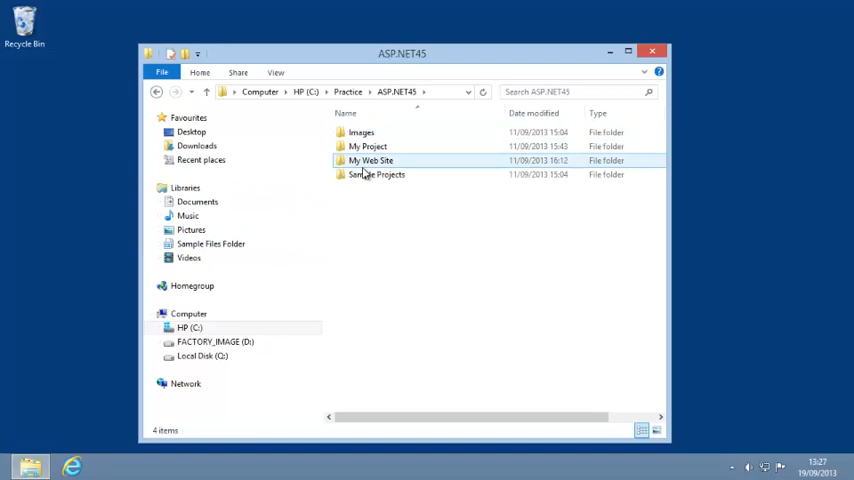 Recycle Bin
ASP.NET45
File Home Share View
Computer HP (C:) Practice ASP.NET45 Search ASP.NET45
Name Date modified Type
Favourites
Desktop
Downloads
Recent places
Libraries
Documents
Music
Pictures
Sample Files Folder
Videos
Homegroup
Computer
HP (C:)
FACTORY_IMAGE (D:)
Local Disk (Q:)
Network
Images 11/09/2013 15:04 File folder
My Project 11/09/2013 15:43 File folder
My Web Site 11/09/2013 16:12 File folder
Sample Projects 11/09/2013 15:04 File folder
4 items
13:27
19/09/2013